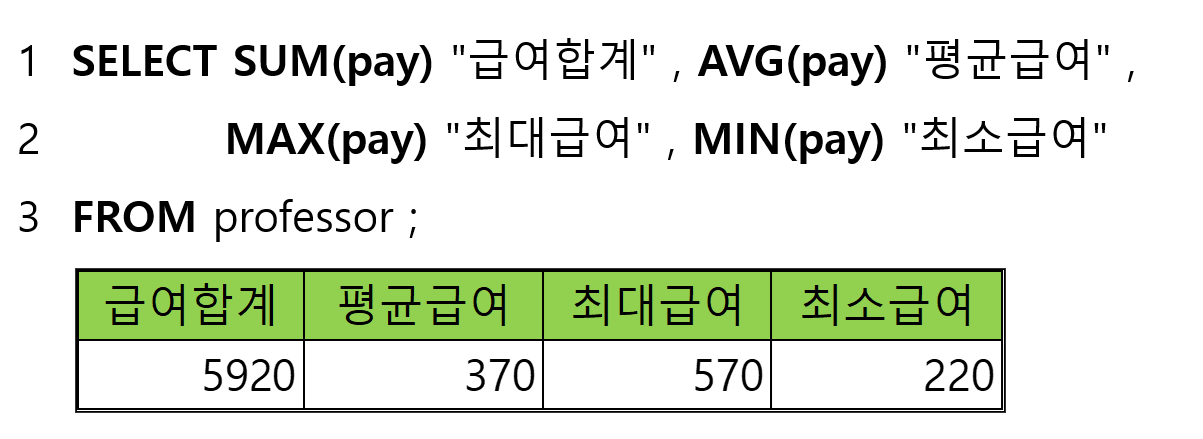 1 SELECT SUM(pay) "급여합계" , AVG(pay) "평균급여" ,
2 MAX(pay) "최대급여" , MIN(pay) "최소급여"
3 FROM professor ;
급여합계 평균급여 최대급여 최소급여
5920 370 570 220